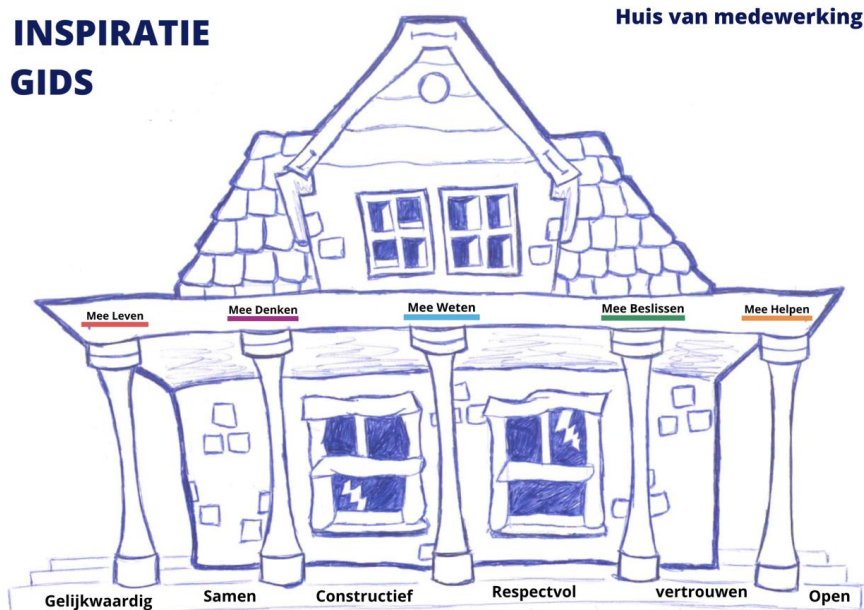 INSPIRATIE
GIDS
Huis van medewerking
Mee Leven
Mee Denken
Mee Weten
Mee Beslissen
Mee Helpen
Gelijkwaardig
Samen
Constructief
Respectvol
vertrouwen
Open